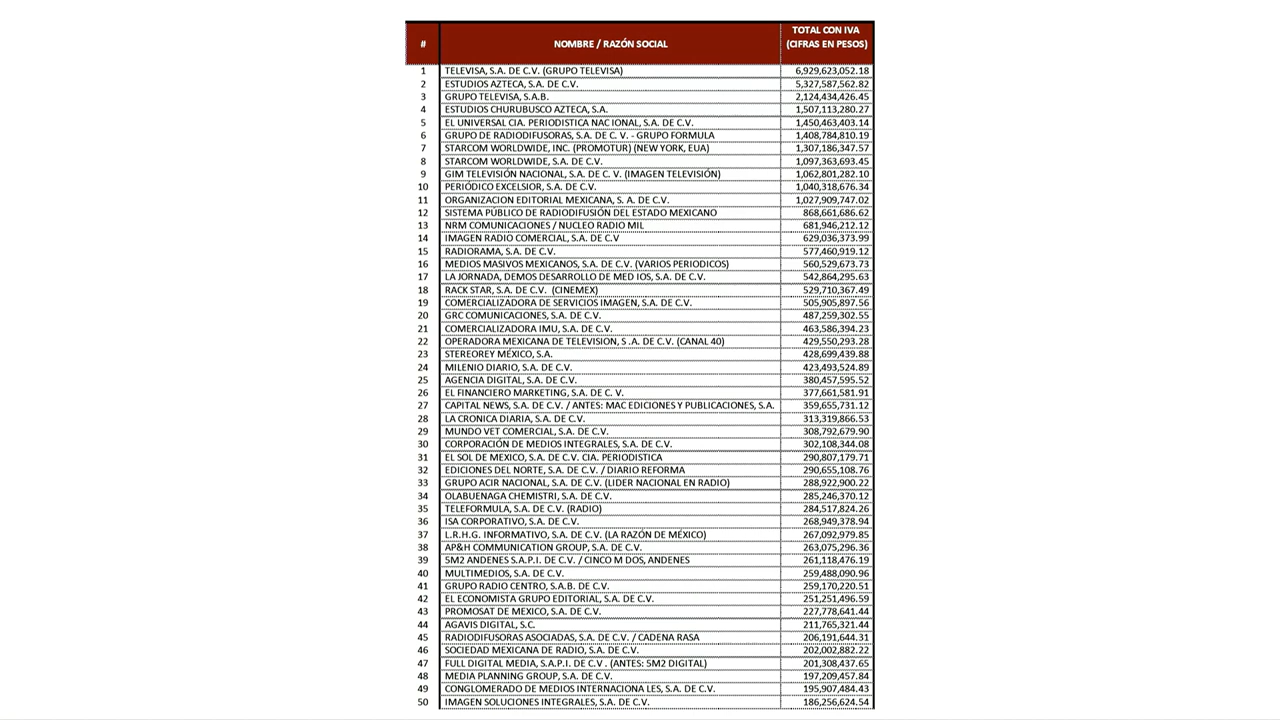 # NOMBRE / RAZÓN SOCIAL TOTAL CON IVA (CIFRAS EN PESOS)
1 TELEVISA, S.A. DE C.V. (GRUPO TELEVISA) 6,929,623,052.18
2 ESTUDIOS AZTECA, S.A. DE C.V. 5,327,587,562.82
3 GRUPO TELEVISA, S.A.B. 2,124,434,426.45
4 ESTUDIOS CHURUBUSCO AZTECA, S.A. 1,507,113,280.27
5 EL UNIVERSAL CIA. PERIODISTICA NAC IONAL, S.A. DE C.V. 1,450,463,403.14
6 GRUPO DE RADIODIFUSORAS, S.A. DE C. V. - GRUPO FORMULA 1,408,784,810.19
7 STARCOM WORLDWIDE, INC. (PROMOTUR) (NEW YORK, EUA) 1,307,186,347.57
8 STARCOM WORLDWIDE, S.A. DE C.V. 1,097,363,693.45
9 GIM TELEVISIÓN NACIONAL, S.A. DE C. V. (IMAGEN TELEVISIÓN) 1,062,801,282.10
10 PERIÓDICO EXCELSIOR, S.A. DE C.V. 1,040,318,676.34
11 ORGANIZACION EDITORIAL MEXICANA, S. A. DE C.V. 1,027,909,747.02
12 SISTEMA PÚBLICO DE RADIODIFUSIÓN DEL ESTADO MEXICANO 868,661,686.62
13 NRM COMUNICACIONES / NUCLEO RADIO MIL 681,946,212.12
14 IMAGEN RADIO COMERCIAL, S.A. DE C.V 629,036,373.99
15 RADIORAMA, S.A. DE C.V. 577,460,919.12
16 MEDIOS MASIVOS MEXICANOS, S.A. DE C.V. (VARIOS PERIODICOS) 560,529,673.73
17 LA JORNADA, DEMOS DESARROLLO DE MED IOS, S.A. DE C.V. 542,864,295.63
18 RACK STAR, S.A. DE C.V. (CINEMEX) 529,710,367.49
19 COMERCIALIZADORA DE SERVICIOS IMAGEN, S.A. DE C.V. 505,905,897.56
20 GRC COMUNICACIONES, S.A. DE C.V. 487,259,302.55
21 COMERCIALIZADORA IMU, S.A. DE C.V. 463,586,394.23
22 OPERADORA MEXICANA DE TELEVISION, S .A. DE C.V. (CANAL 40) 429,550,293.28
23 STEREOREY MÉXICO, S.A. 428,699,439.88
24 MILENIO DIARIO, S.A. DE C.V. 423,493,524.89
25 AGENCIA DIGITAL, S.A. DE C.V. 380,457,595.52
26 EL FINANCIERO MARKETING, S.A. DE C. V. 377,661,581.91
27 CAPITAL NEWS, S.A. DE C.V. / ANTES: MAC EDICIONES Y PUBLICACIONES, S.A. 359,655,731.12
28 LA CRONICA DIARIA, S.A. DE C.V. 313,319,866.53
29 MUNDO VET COMERCIAL, S.A. DE C.V. 308,792,679.90
30 CORPORACIÓN DE MEDIOS INTEGRALES, S.A. DE C.V. 302,108,344.08
31 EL SOL DE MEXICO, S.A. DE C.V. CIA. PERIODISTICA 290,807,179.71
32 EDICIONES DEL NORTE, S.A. DE C.V. / DIARIO REFORMA 290,655,108.76
33 GRUPO ACIR NACIONAL, S.A. DE C.V. (LIDER NACIONAL EN RADIO) 288,922,900.22
34 OLABUENAGA CHEMISTRI, S.A. DE C.V. 285,246,370.12
35 TELEFORMULA, S.A. DE C.V. (RADIO) 284,517,824.26
36 ISA CORPORATIVO, S.A. DE C.V. 268,949,378.94
37 L.R.H.G. INFORMATIVO, S.A. DE C.V. (LA RAZÓN DE MÉXICO) 267,092,979.85
38 AP&H COMMUNICATION GROUP, S.A. DE C.V. 263,075,296.36
39 5M2 ANDENES S.A.P.I. DE C.V. / CINCO M DOS, ANDENES 261,118,476.19
40 MULTIMEDIOS, S.A. DE C.V. 259,488,090.96
41 GRUPO RADIO CENTRO, S.A.B. DE C.V. 259,170,220.51
42 EL ECONOMISTA GRUPO EDITORIAL, S.A. DE C.V. 251,251,496.59
43 PROMOSAT DE MEXICO, S.A. DE C.V. 227,778,641.44
44 AGAVIS DIGITAL, S.C. 211,765,321.44
45 RADIODIFUSORAS ASOCIADAS, S.A. DE C.V. / CADENA RASA 206,191,644.31
46 SOCIEDAD MEXICANA DE RADIO, S.A. DE C.V. 202,002,882.22
47 FULL DIGITAL MEDIA, S.A.P.I. DE C.V . (ANTES: 5M2 DIGITAL) 201,308,437.65
48 MEDIA PLANNING GROUP, S.A. DE C.V. 197,209,457.84
49 CONGLOMERADO DE MEDIOS INTERNACIONA LES, S.A. DE C.V. 195,907,484.43
50 IMAGEN SOLUCIONES INTEGRALES, S.A. DE C.V. 186,256,624.54